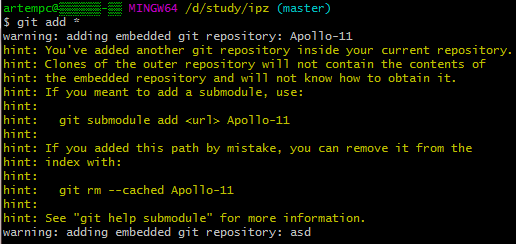 artempc@ MINGW64 /d/study/ipz (master)
$ git add *
warning: adding embedded git repository: Apollo-11
hint: You've added another git repository inside your current repository.
hint: Clones of the outer repository will not contain the contents of
hint: the embedded repository and will not know how to obtain it.
hint: If you meant to add a submodule, use:
hint:
hint:   git submodule add <url> Apollo-11
hint:
hint: If you added this path by mistake, you can remove it from the
hint: index with:
hint:
hint:   git rm --cached Apollo-11
hint:
hint: See "git help submodule" for more information.
warning: adding embedded git repository: asd